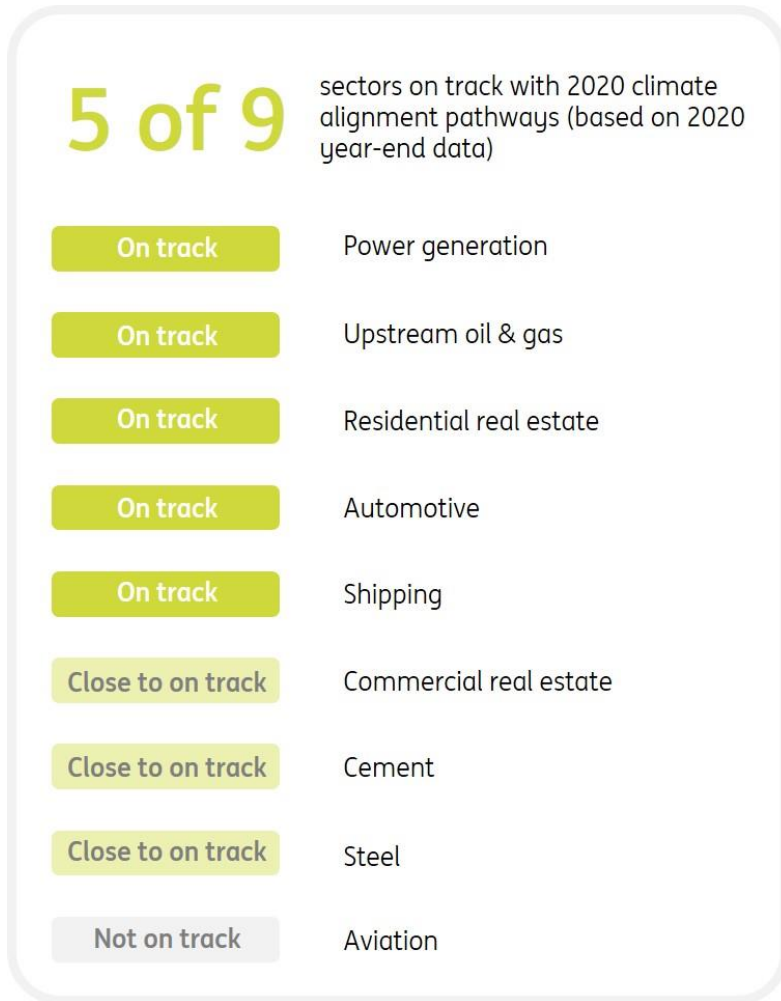 5 of 9
sectors on track with 2020 climate
alignment pathways (based on 2020
year-end data)
On track
Power generation
On track
Upstream oil & gas
On track
Residential real estate
On track
Automotive
On track
Shipping
Close to on track
Commercial real estate
Close to on track
Cement
Close to on track
Steel
Not on track
Aviation